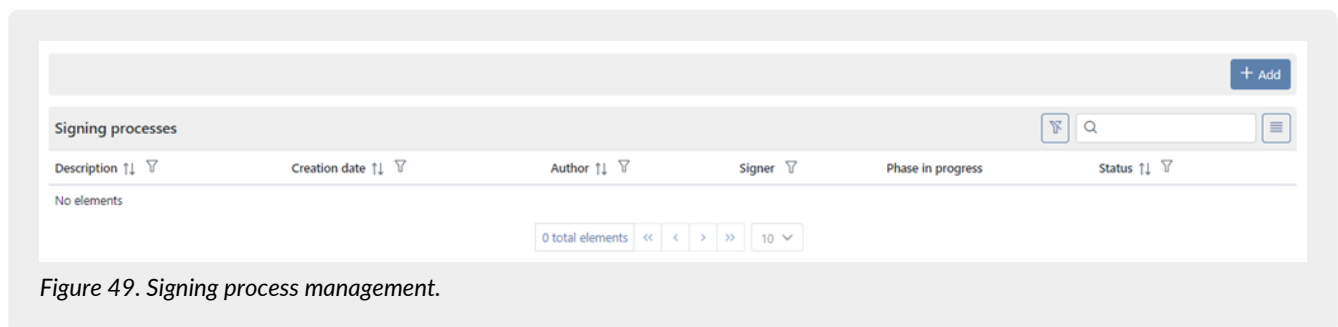 + Add
Signing processes
Description Creation date Author Signer Phase in progress Status
No elements
0 total elements << < > >> 10
Figure 49. Signing process management.